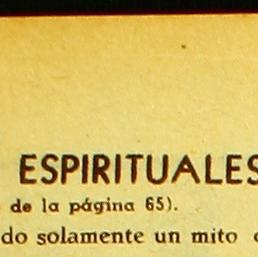 ESPIRITUALES
de la página 65).
do solamente un mito